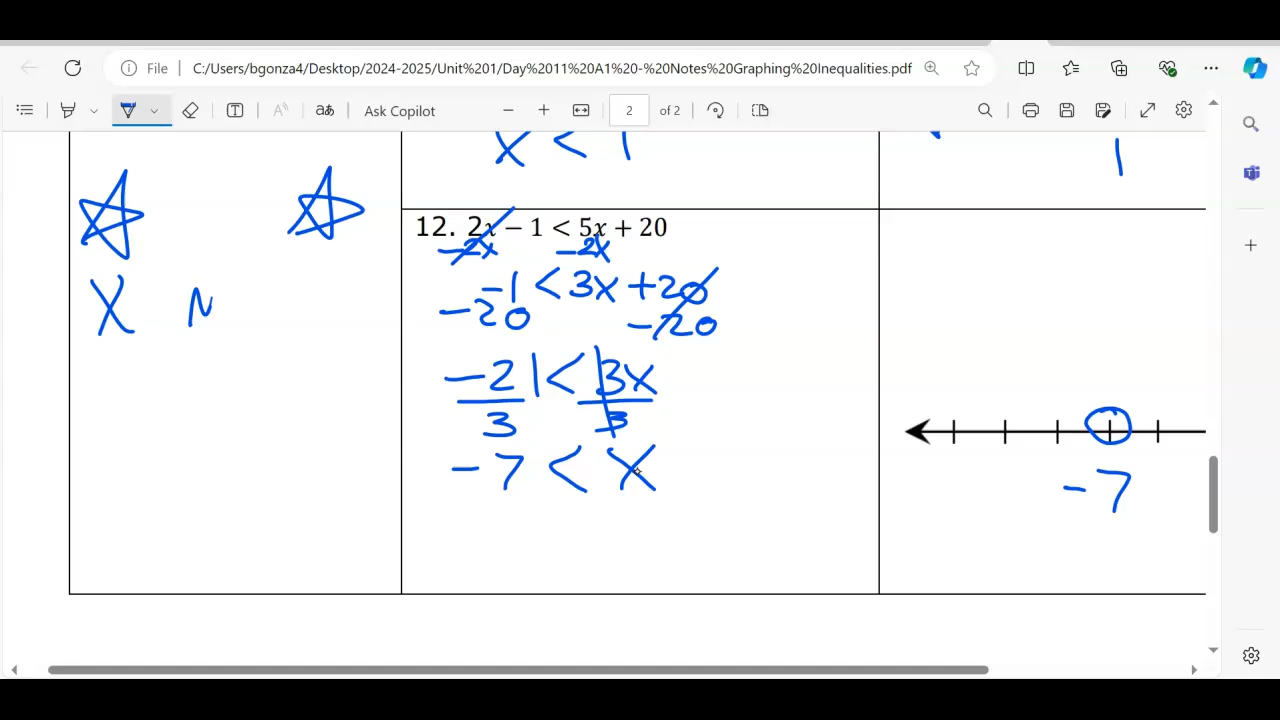 File C:/Users/bgonza4/Desktop/2024-2025/Unit%201/Day%2011%20A1%20-%20Notes%20Graphing%20Inequalities.pdf
Ask Copilot 2 of 2
x < 1
1
12. 2x − 1 < 5x + 20
-2x -2x
-1 < 3x +20
-20 -20
-21 < 3x
3 3
-7 < x
X N
-7